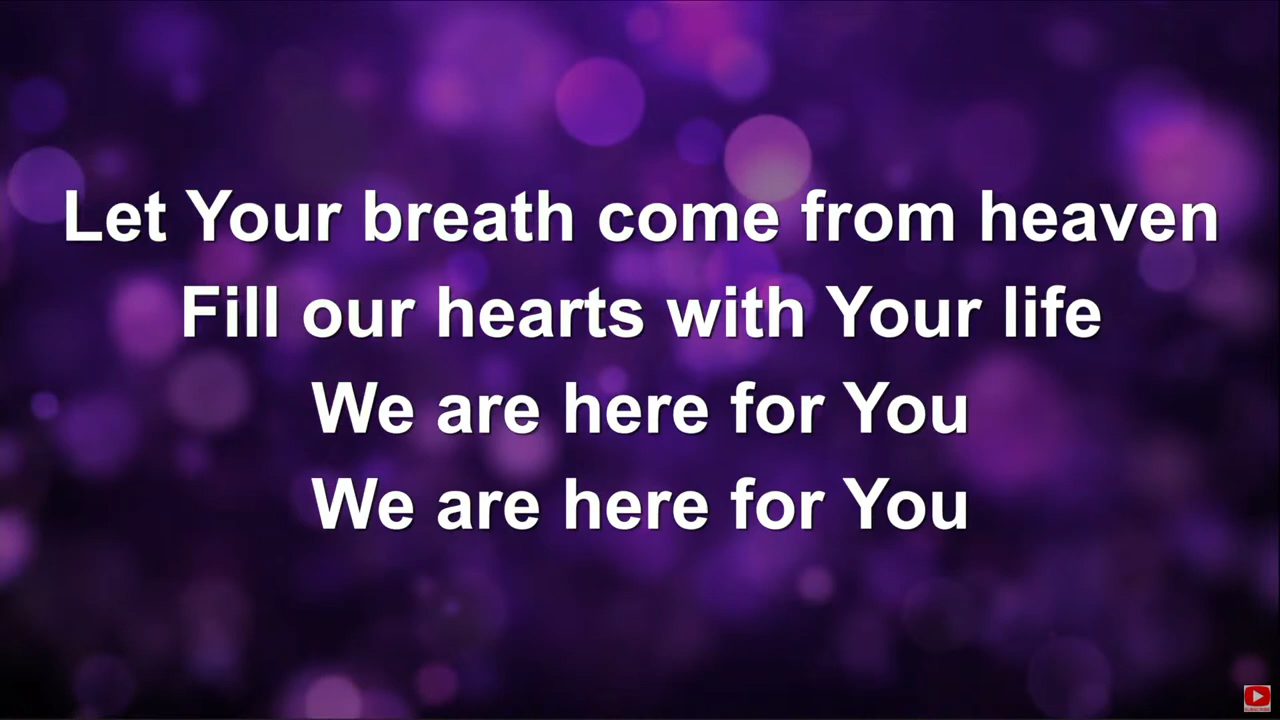 Let Your breath come from heaven
Fill our hearts with Your life
We are here for You
We are here for You
SUBSCRIBE